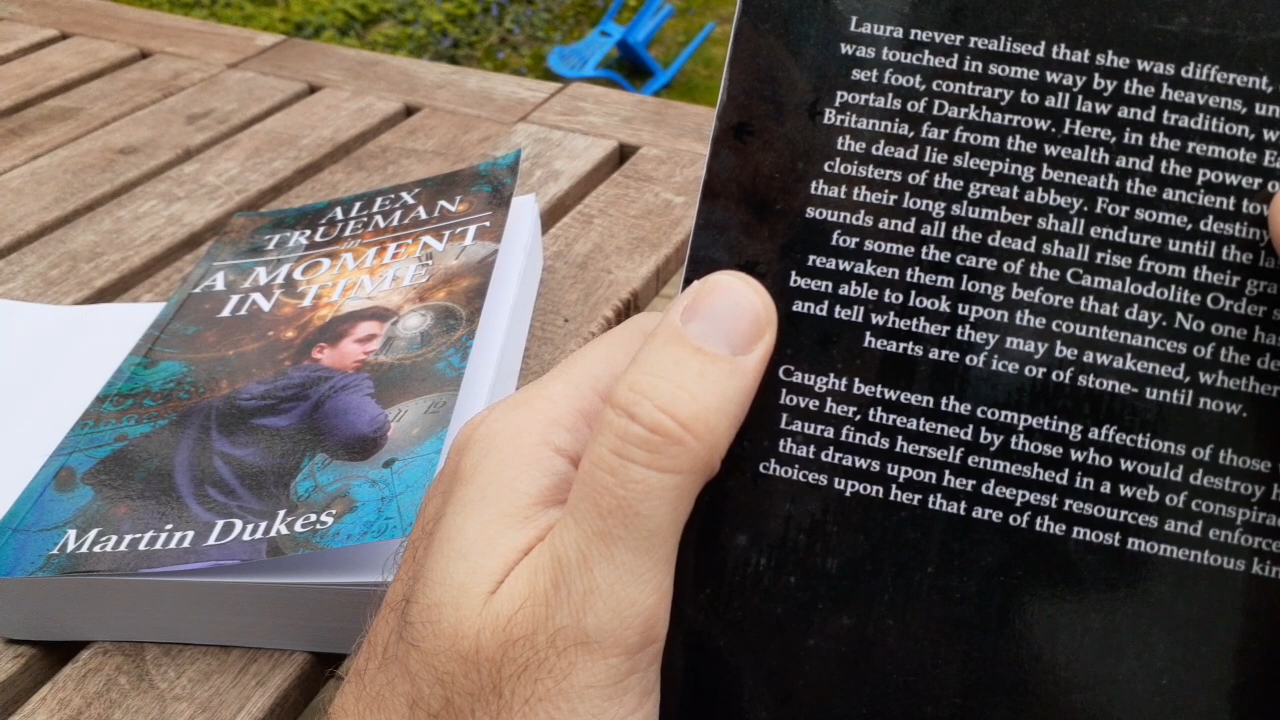 ALEX
TRUEMAN
in
A MOMENT
IN TIME
Martin Dukes
Laura never realised that she was different,
was touched in some way by the heavens,
set foot, contrary to all law and tradition,
portals of Darkharrow. Here, in the remote
Britannia, far from the wealth and the power
the dead lie sleeping beneath the ancient
cloisters of the great abbey. For some, destiny
that their long slumber shall endure until the
sounds and all the dead shall rise from their
for some the care of the Camalodolite Order
reawaken them long before that day. No one
been able to look upon the countenances of the
and tell whether they may be awakened, whether
hearts are of ice or of stone- until now.
Caught between the competing affections of those
love her, threatened by those who would destroy
Laura finds herself enmeshed in a web of
that draws upon her deepest resources and
choices upon her that are of the most momentous